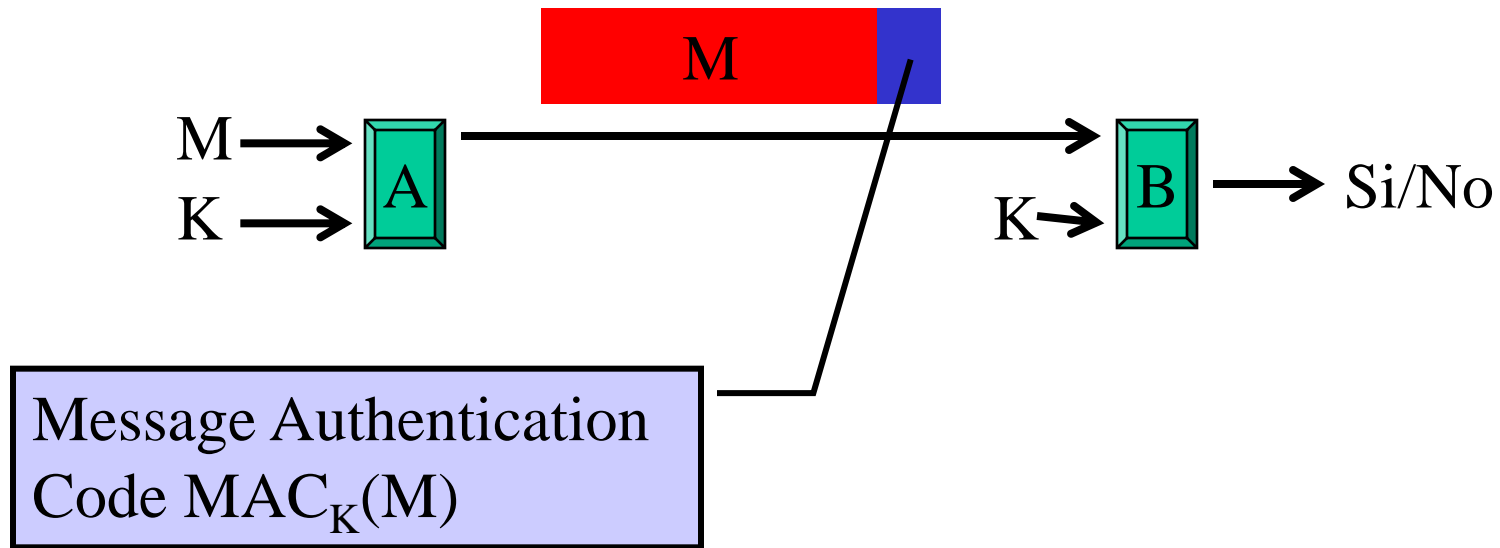 M
M
K
A
K
B
Si/No
Message Authentication
Code MACK(M)